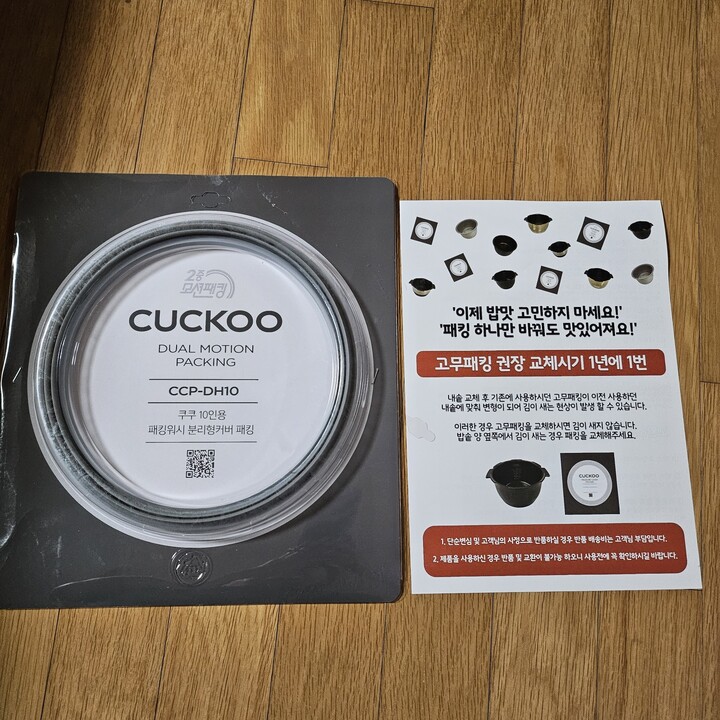 2중
모션패킹
CUCKOO
DUAL MOTION
PACKING
CCP-DH10
쿠쿠 10인용
패킹워시 분리형커버 패킹
'이제 밥맛 고민하지 마세요!'
'패킹 하나만 바꿔도 맛있어져요!'
고무패킹 권장 교체시기 1년에 1번
내솥 교체 후 기존에 사용하시던 고무패킹이 이전 사용하던
내솥에 맞춰 변형이 되어 김이 새는 현상이 발생 할 수 있습니다.
이러한 경우 고무패킹을 교체하시면 김이 새지 않습니다.
밥솥 양 옆쪽에서 김이 새는 경우 패킹을 교체해주세요.
CUCKOO
1. 단순변심 및 고객님의 사정으로 반품하실 경우 반품 배송비는 고객님 부담입니다.
2. 제품을 사용하신 경우 반품 및 교환이 불가능 하오니 사용전에 꼭 확인하시길 바랍니다.